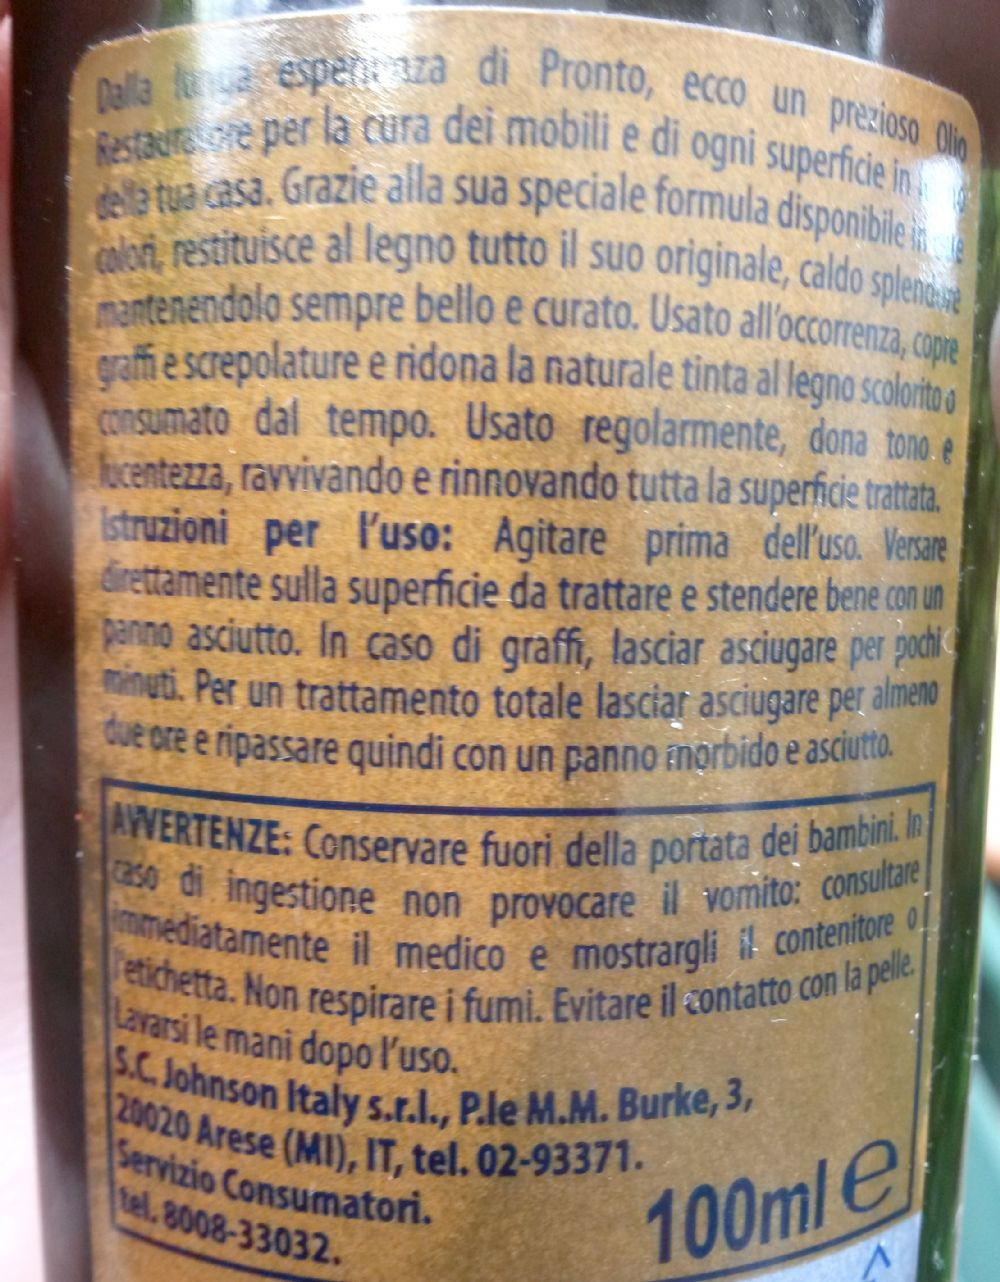 Dalla lunga esperienza di Pronto, ecco un prezioso Olio
Restauratore per la cura dei mobili e di ogni superficie in
della tua casa. Grazie alla sua speciale formula disponibile in
colori, restituisce al legno tutto il suo originale, caldo splendore
mantenendolo sempre bello e curato. Usato all'occorrenza, copre
graffi e screpolature e ridona la naturale tinta al legno scolorito o
consumato dal tempo. Usato regolarmente, dona tono e
lucentezza, ravvivando e rinnovando tutta la superficie trattata.
Istruzioni per l'uso: Agitare prima dell'uso. Versare
direttamente sulla superficie da trattare e stendere bene con un
panno asciutto. In caso di graffi, lasciar asciugare per pochi
minuti. Per un trattamento totale lasciar asciugare per almeno
due ore e ripassare quindi con un panno morbido e asciutto.
AVVERTENZE: Conservare fuori della portata dei bambini. In
caso di ingestione non provocare il vomito: consultare
immediatamente il medico e mostrargli il contenitore o
l'etichetta. Non respirare i fumi. Evitare il contatto con la pelle.
Lavarsi le mani dopo l'uso.
S.C. Johnson Italy s.r.l., P.le M.M. Burke, 3,
20020 Arese (MI), IT, tel. 02-93371.
Servizio Consumatori.
tel. 8008-33032.
100ml e